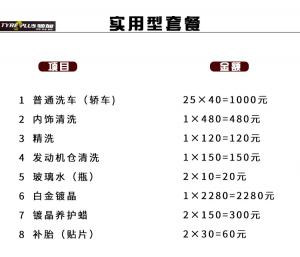 TYREPLUS驰加
实用型套餐
项目 金额
1 普通洗车（轿车） 25×40=1000元
2 内饰清洗 1×480=480元
3 精洗 1×120=120元
4 发动机仓清洗 1×150=150元
5 玻璃水（瓶） 2×10=20元
6 白金镀晶 1×2280=2280元
7 镀晶养护蜡 2×150=300元
8 补胎（贴片） 2×30=60元